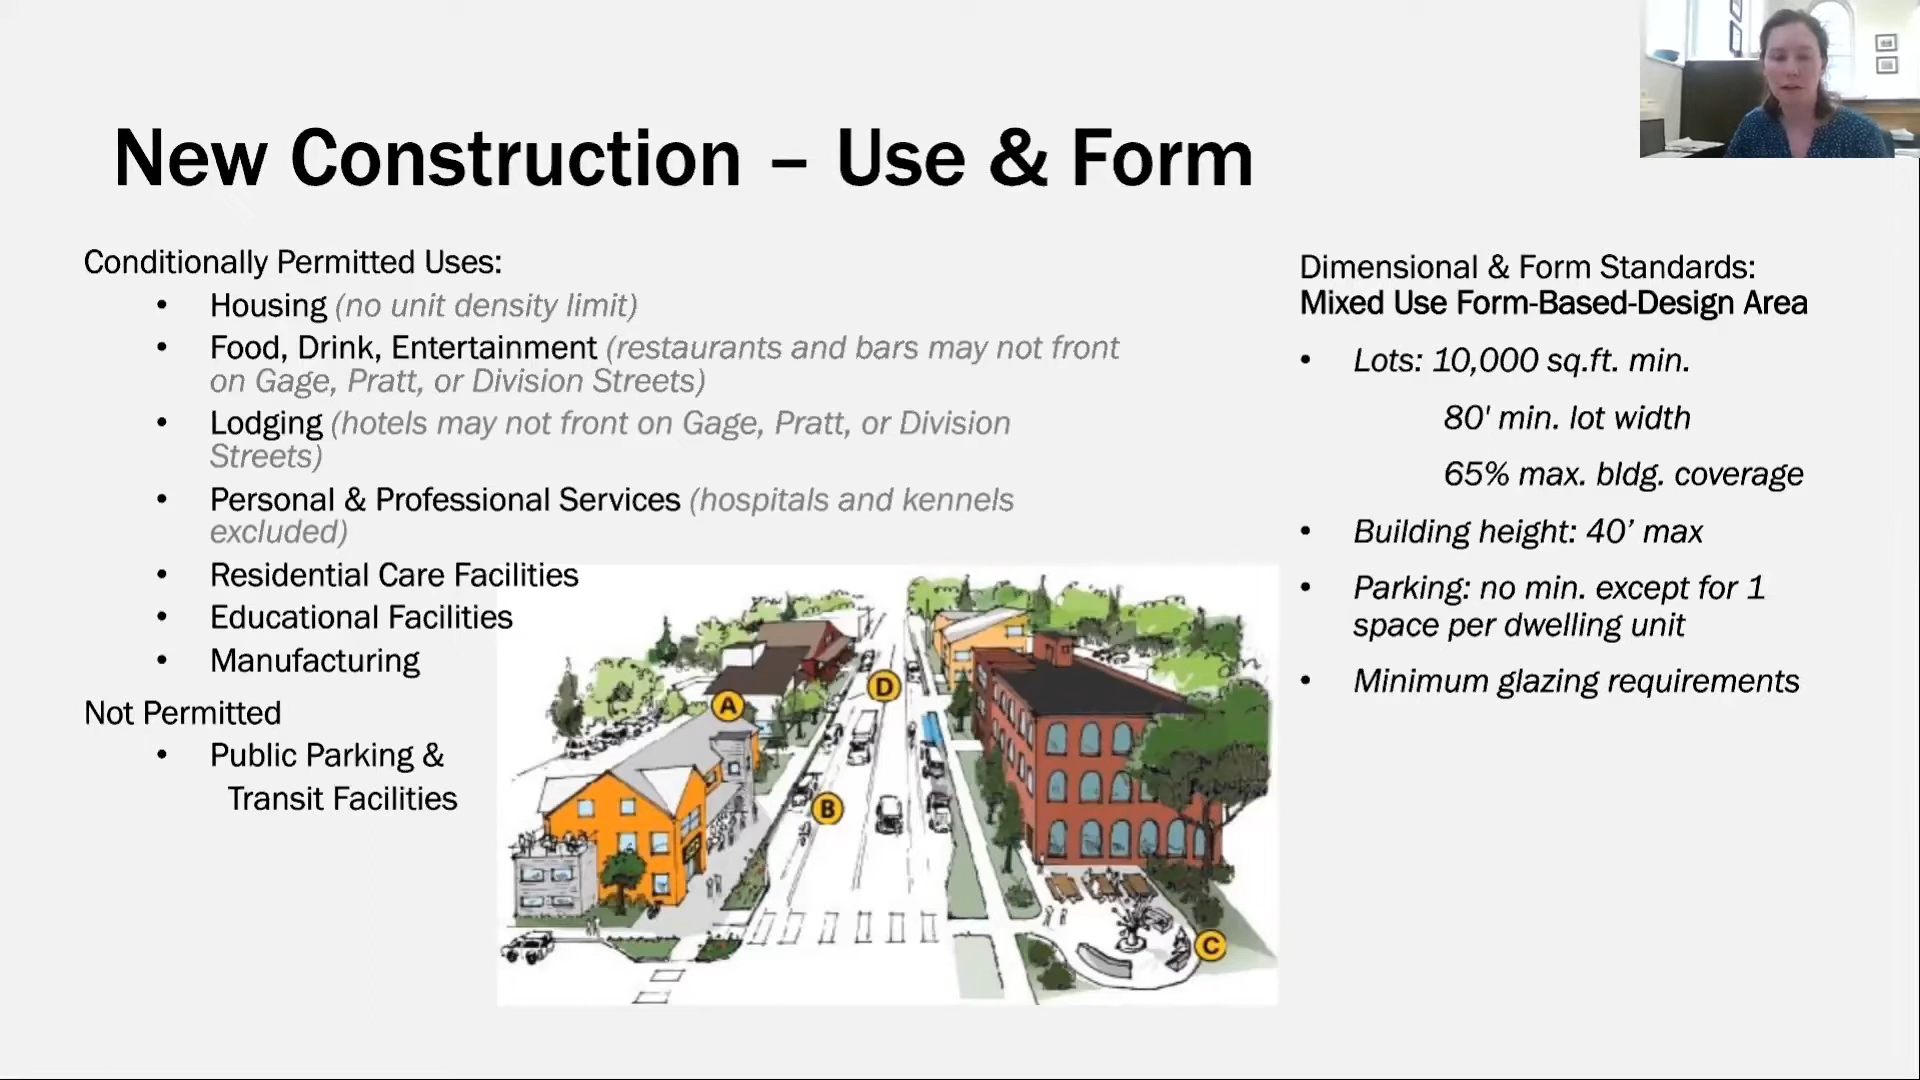 New Construction – Use & Form
Conditionally Permitted Uses:
• Housing (no unit density limit)
• Food, Drink, Entertainment (restaurants and bars may not front
on Gage, Pratt, or Division Streets)
• Lodging (hotels may not front on Gage, Pratt, or Division
Streets)
• Personal & Professional Services (hospitals and kennels
excluded)
• Residential Care Facilities
• Educational Facilities
• Manufacturing
Not Permitted
• Public Parking &
Transit Facilities
A
D
B
C
Dimensional & Form Standards:
Mixed Use Form-Based-Design Area
• Lots: 10,000 sq.ft. min.
80' min. lot width
65% max. bldg. coverage
• Building height: 40’ max
• Parking: no min. except for 1
space per dwelling unit
• Minimum glazing requirements